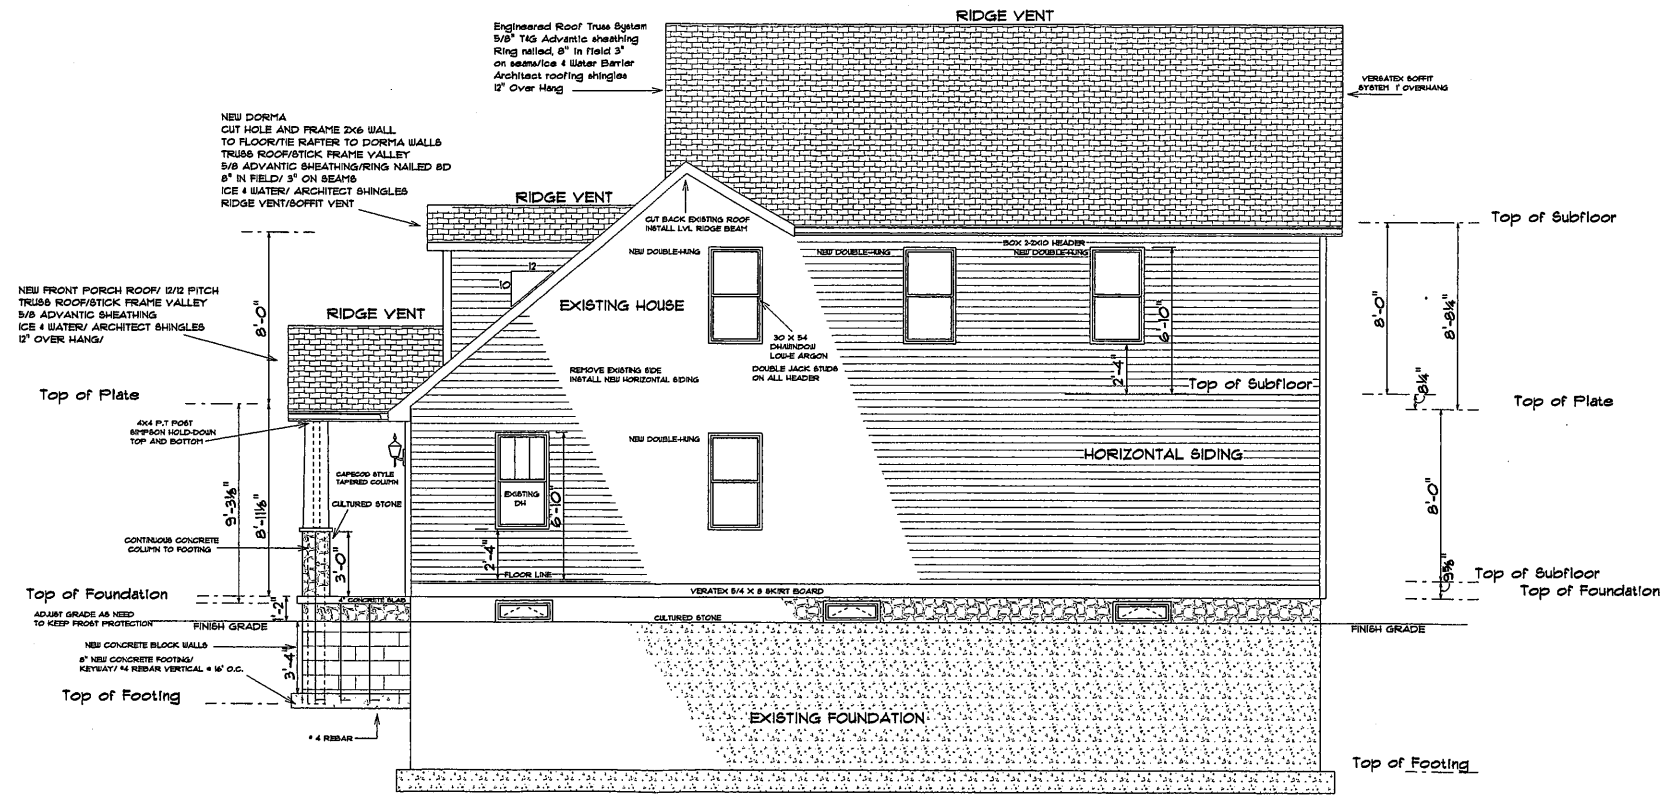 RIDGE VENT
Engineered Roof Truss System
5/8" T&G Advantic sheathing
Ring nailed, 8" in field 3"
on seams/ice & Water Barrier
Architect roofing shingles
12" Over Hang
VERSATEX SOFFIT
SYSTEM 1' OVERHANG
NEW DORMA
CUT HOLE AND FRAME 2X6 WALL
TO FLOOR/TIE RAFTER TO DORMA WALLS
TRUSS ROOF/STICK FRAME VALLEY
5/8 ADVANTIC SHEATHING/RING NAILED 8D
8" IN FIELD/ 3" ON SEAMS
ICE & WATER/ ARCHITECT SHINGLES
RIDGE VENT/SOFFIT VENT
RIDGE VENT
CUT BACK EXISTING ROOF
INSTALL LVL RIDGE BEAM
Top of Subfloor
BOX 2-2X10 HEADER
NEW DOUBLE-HUNG
NEW DOUBLE-HUNG
NEW DOUBLE-HUNG
12
10
EXISTING HOUSE
NEW FRONT PORCH ROOF/ 12/12 PITCH
TRUSS ROOF/STICK FRAME VALLEY
5/8 ADVANTIC SHEATHING
ICE & WATER/ ARCHITECT SHINGLES
12" OVER HANG/
RIDGE VENT
8'-0"
6'-10"
8'-0"
8'-8¼"
30 X 54
DHWINDOW
LOW-E ARGON
DOUBLE JACK STUDS
ON ALL HEADER
REMOVE EXISTING SIDE
INSTALL NEW HORIZONTAL SIDING
2'-4"
Top of Subfloor
8¼"
Top of Plate
Top of Plate
4X4 P.T POST
SIMPSON HOLD-DOWN
TOP AND BOTTOM
NEW DOUBLE-HUNG
HORIZONTAL SIDING
CAPECOD STYLE
TAPERED COLUMN
CULTURED STONE
EXISTING
DH
6'-10"
9'-3⅛"
8'-11⅛"
8'-0"
CONTINUOUS CONCRETE
COLUMN TO FOOTING
3'-0"
2'-4"
FLOOR LINE
9⅝"
Top of Subfloor
Top of Foundation
Top of Foundation
4" CONCRETE SLAB
VERATEX 5/4 X 8 SKIRT BOARD
1'-2"
ADJUST GRADE AS NEED
TO KEEP FROST PROTECTION
FINISH GRADE
CULTURED STONE
FINISH GRADE
NEW CONCRETE BLOCK WALLS
8" NEW CONCRETE FOOTING/
KEYWAY/ #4 REBAR VERTICAL @ 16' O.C.
3'-4"
Top of Footing
EXISTING FOUNDATION
# 4 REBAR
Top of Footing